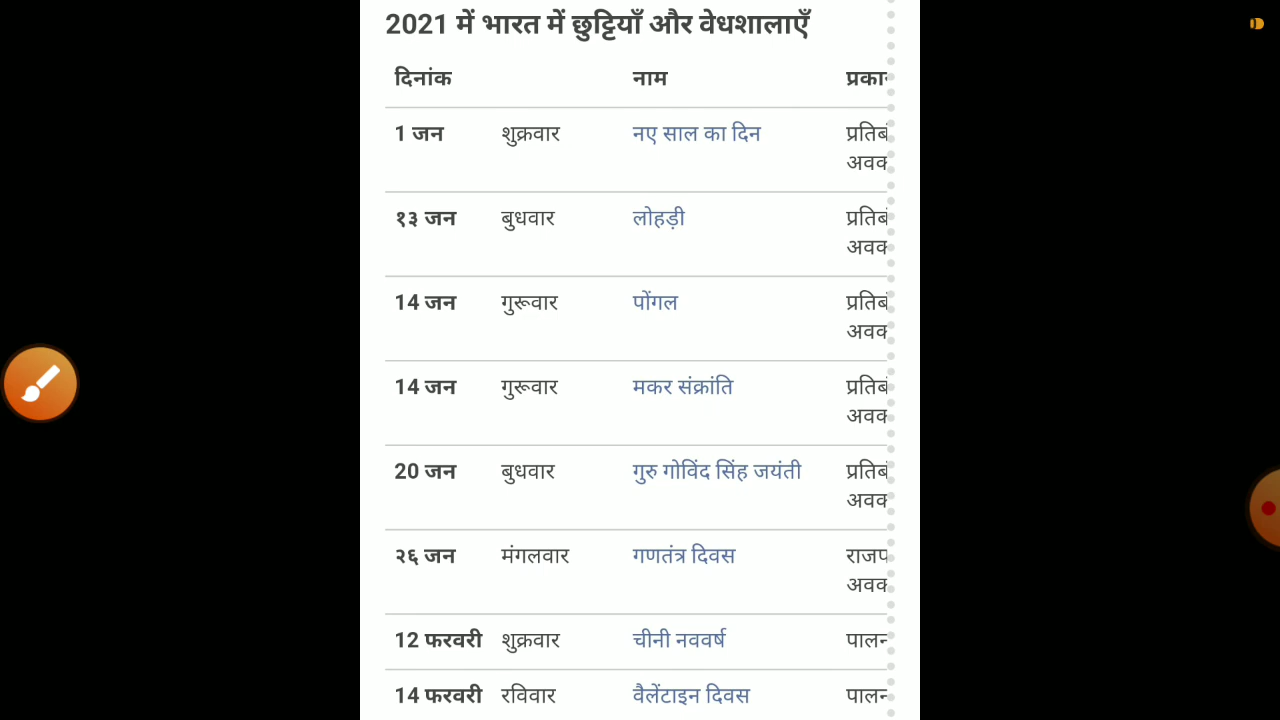 2021 में भारत में छुट्टियाँ और वेधशालाएँ
दिनांक नाम
1 जन शुक्रवार नए साल का दिन
१३ जन बुधवार लोहड़ी
14 जन गुरूवार पोंगल
14 जन गुरूवार मकर संक्रांति
20 जन बुधवार गुरु गोविंद सिंह जयंती
२६ जन मंगलवार गणतंत्र दिवस
12 फरवरी शुक्रवार चीनी नववर्ष
14 फरवरी रविवार वैलेंटाइन दिवस